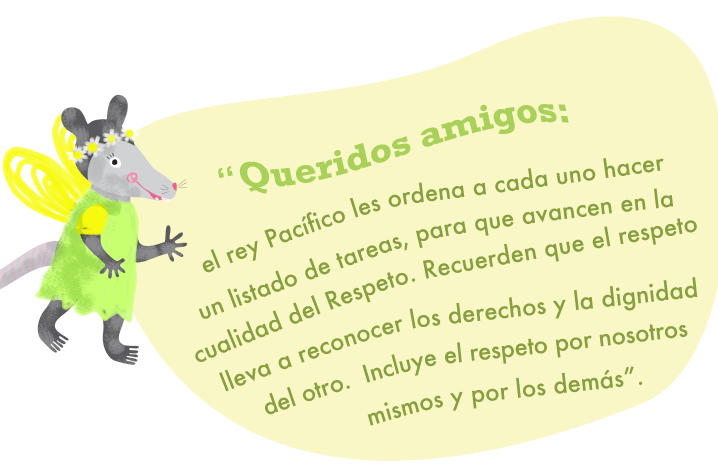 “Queridos amigos:
el rey Pacífico les ordena a cada uno hacer
un listado de tareas, para que avancen en la
cualidad del Respeto. Recuerden que el respeto
lleva a reconocer los derechos y la dignidad
del otro. Incluye el respeto por nosotros
mismos y por los demás”.